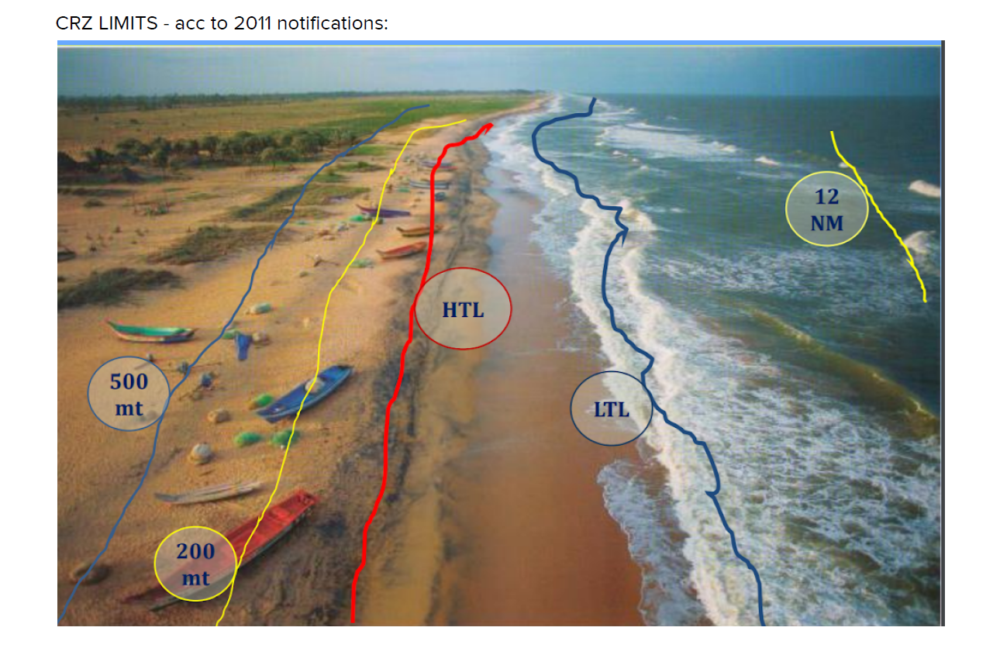 CRZ LIMITS - acc to 2011 notifications:
12
NM
HTL
500
mt
LTL
200
mt